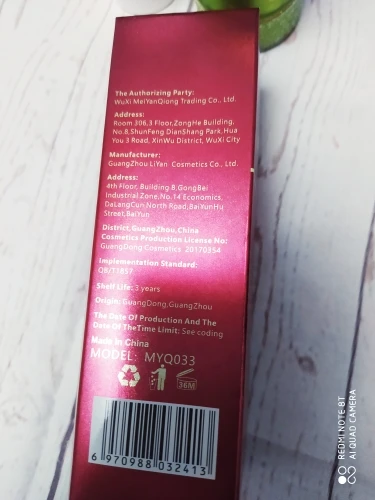 The Authorizing Party:
WuXi MeiYanQiong Trading Co., Ltd.
Address:
Room 306,3 Floor,ZongHe Building,
No.8,ShunFeng DianShang Park,Hua
You 3 Road, XinWu District, WuXi City
Manufacturer:
GuangZhou LiYen Cosmetics Co., Ltd.
Address:
4th Floor, Building B,GongBei
Industrial Zone,No.14 Economics,
DaLangCun North Road,BaiYunHu
Street,BaiYun
District,GuangZhou,China
Cosmetics Production License No:
GuangDong Cosmetics 20170354
Implementation Standard:
QB/T1857
Shelf Life: 3 years
Origin: GuangDong,GuangZhou
The Date Of Production And The
Date Of TheTime Limit: See coding
Made in China
MODEL: MYQ033
36M
6 970988 032413
REDMI NOTE 8T
AI QUAD CAMERA